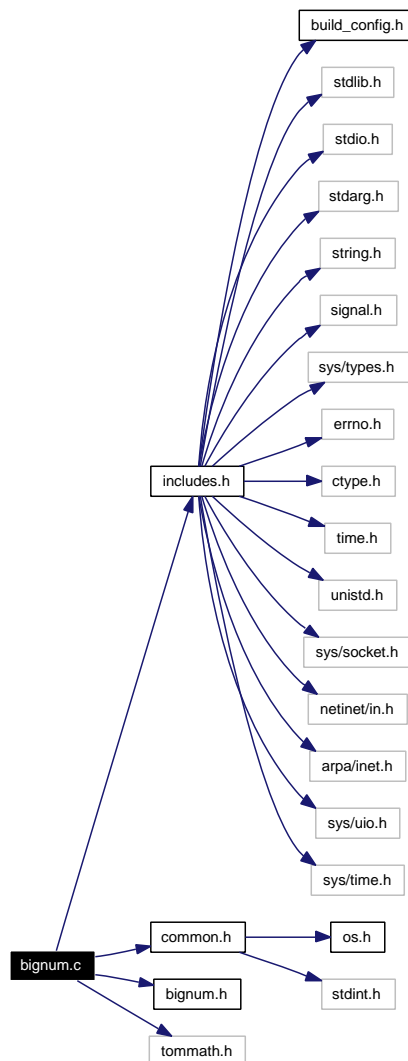 build_config.h
stdlib.h
stdio.h
stdarg.h
string.h
signal.h
sys/types.h
errno.h
includes.h
ctype.h
time.h
unistd.h
sys/socket.h
netinet/in.h
arpa/inet.h
sys/uio.h
sys/time.h
common.h
os.h
bignum.c
bignum.h
stdint.h
tommath.h